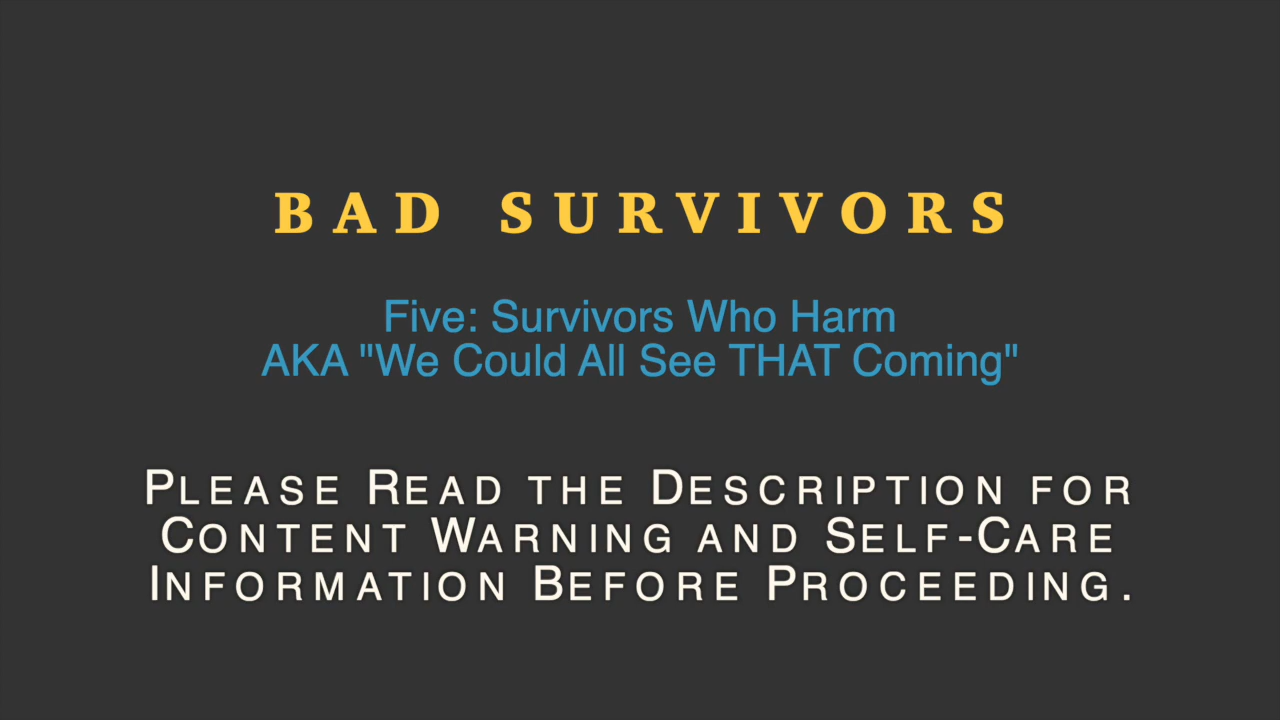 BAD SURVIVORS
Five: Survivors Who Harm
AKA "We Could All See THAT Coming"
Please Read the Description for
Content Warning and Self-Care
Information Before Proceeding.